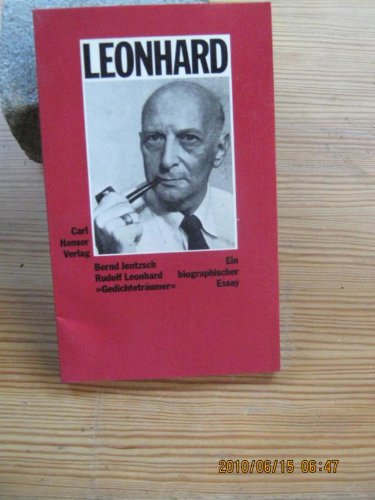 LEONHARD
Carl
Hanser
Verlag
Bernd Jentzsch
Rudolf Leonhard
»Gedichteträumer«
Ein
biographischer
Essay
2010/06/15 06:47